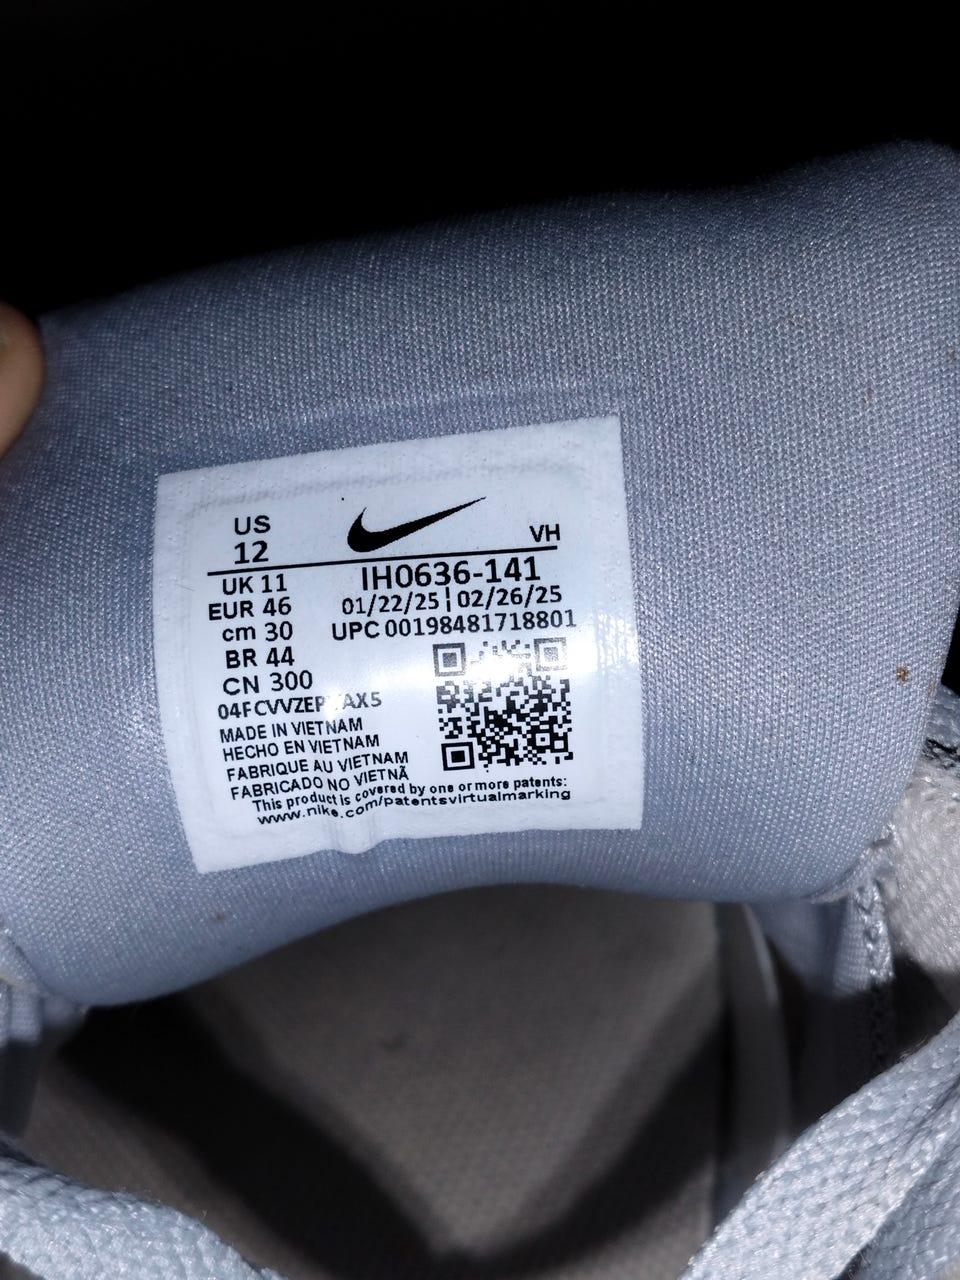 US
12
VH
UK 11
EUR 46
cm 30
BR 44
CN 300
IH0636-141
01/22/25 | 02/26/25
UPC 00198481718801
MADE IN VIETNAM
HECHO EN VIETNAM
FABRIQUE AU VIETNAM
FABRICADO NO VIETNÃ
This product is covered by one or more patents:
www.nike.com/patentsvirtualmarking